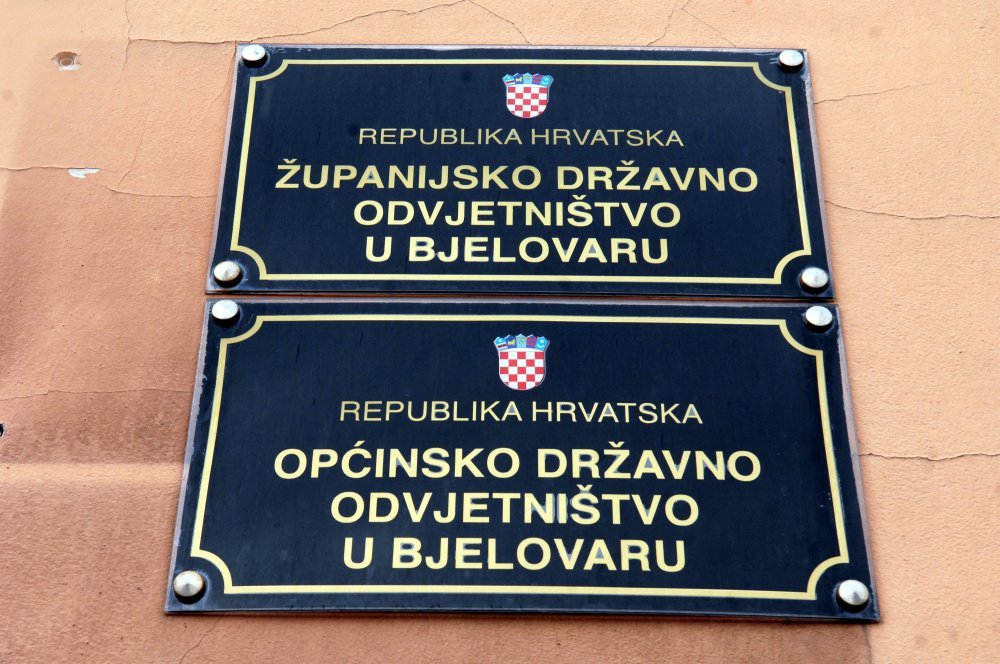 REPUBLIKA HRVATSKA
ŽUPANIJSKO DRŽAVNO
ODVJETNIŠTVO
U BJELOVARU
REPUBLIKA HRVATSKA
OPĆINSKO DRŽAVNO
ODVJETNIŠTVO
U BJELOVARU